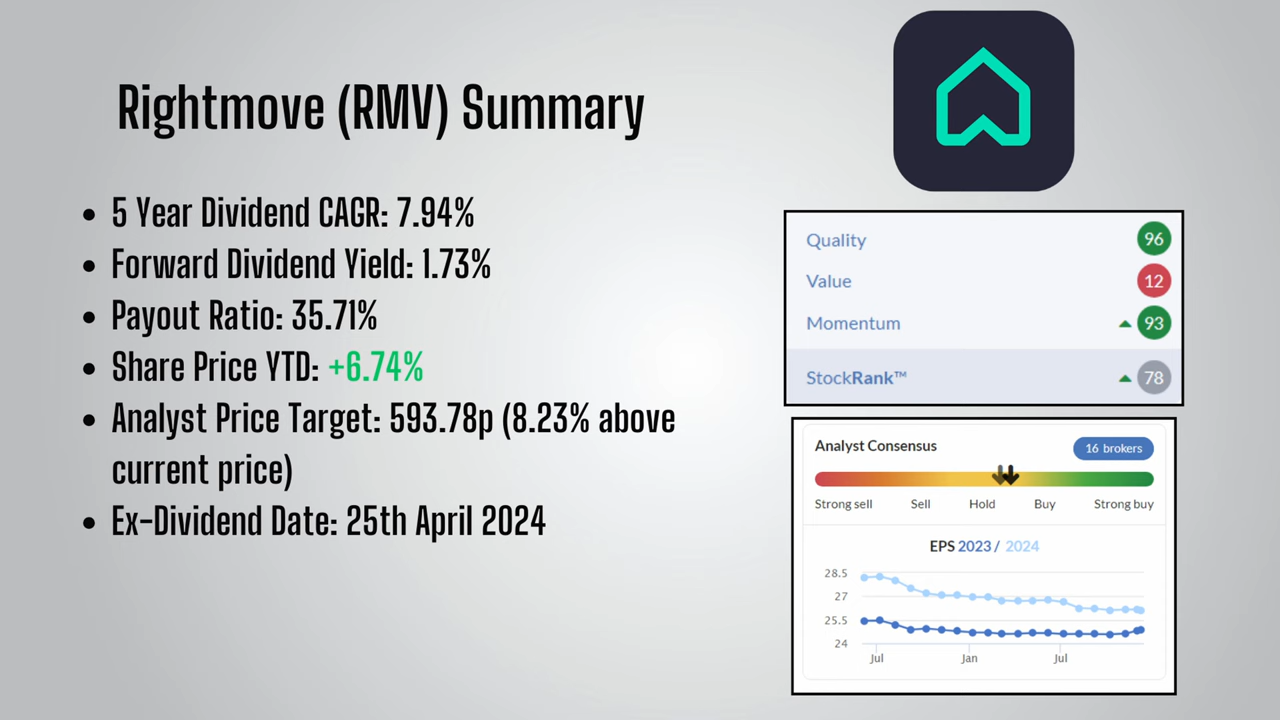 Rightmove (RMV) Summary
• 5 Year Dividend CAGR: 7.94%
• Forward Dividend Yield: 1.73%
• Payout Ratio: 35.71%
• Share Price YTD: +6.74%
• Analyst Price Target: 593.78p (8.23% above
current price)
• Ex-Dividend Date: 25th April 2024
Quality 96
Value 12
Momentum 93
StockRank™ 78
Analyst Consensus 16 brokers
Strong sell Sell Hold Buy Strong buy
EPS 2023 / 2024
28.5
27
25.5
24
Jul Jan Jul